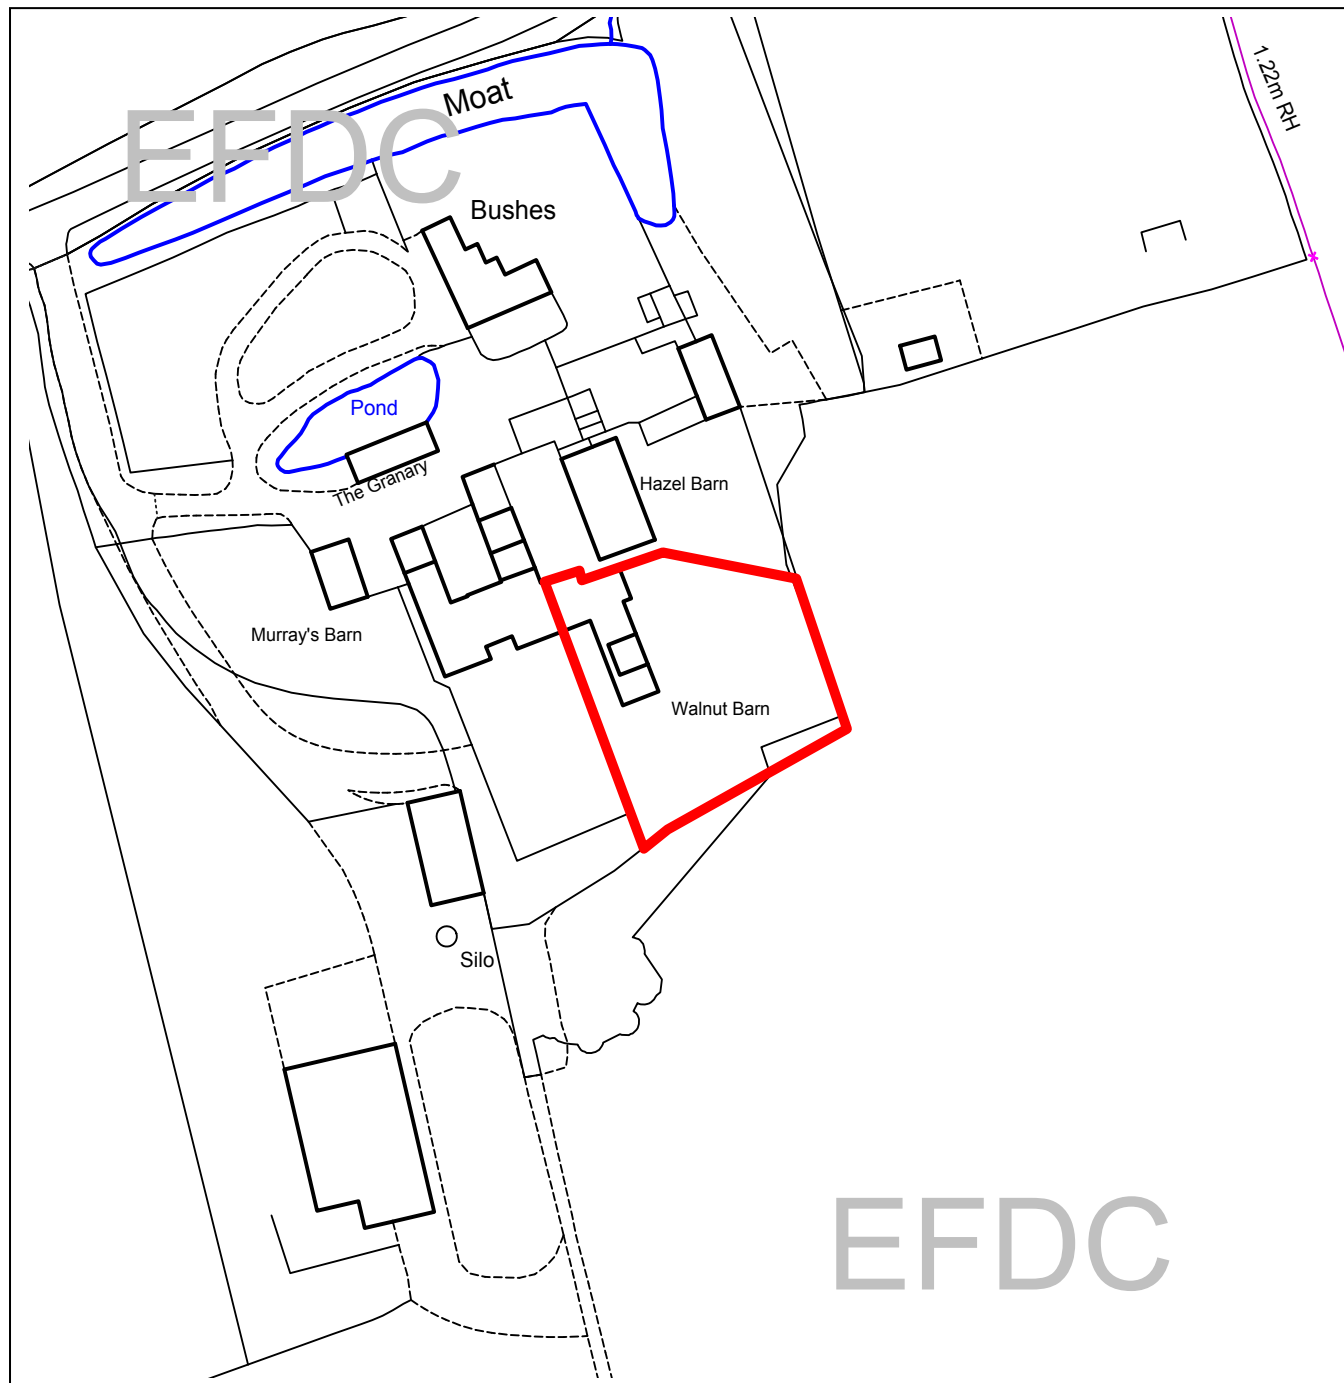 1.22m RH
Moat
EFDC
Bushes
Pond
The Granary
Hazel Barn
Murray's Barn
Walnut Barn
Silo
EFDC